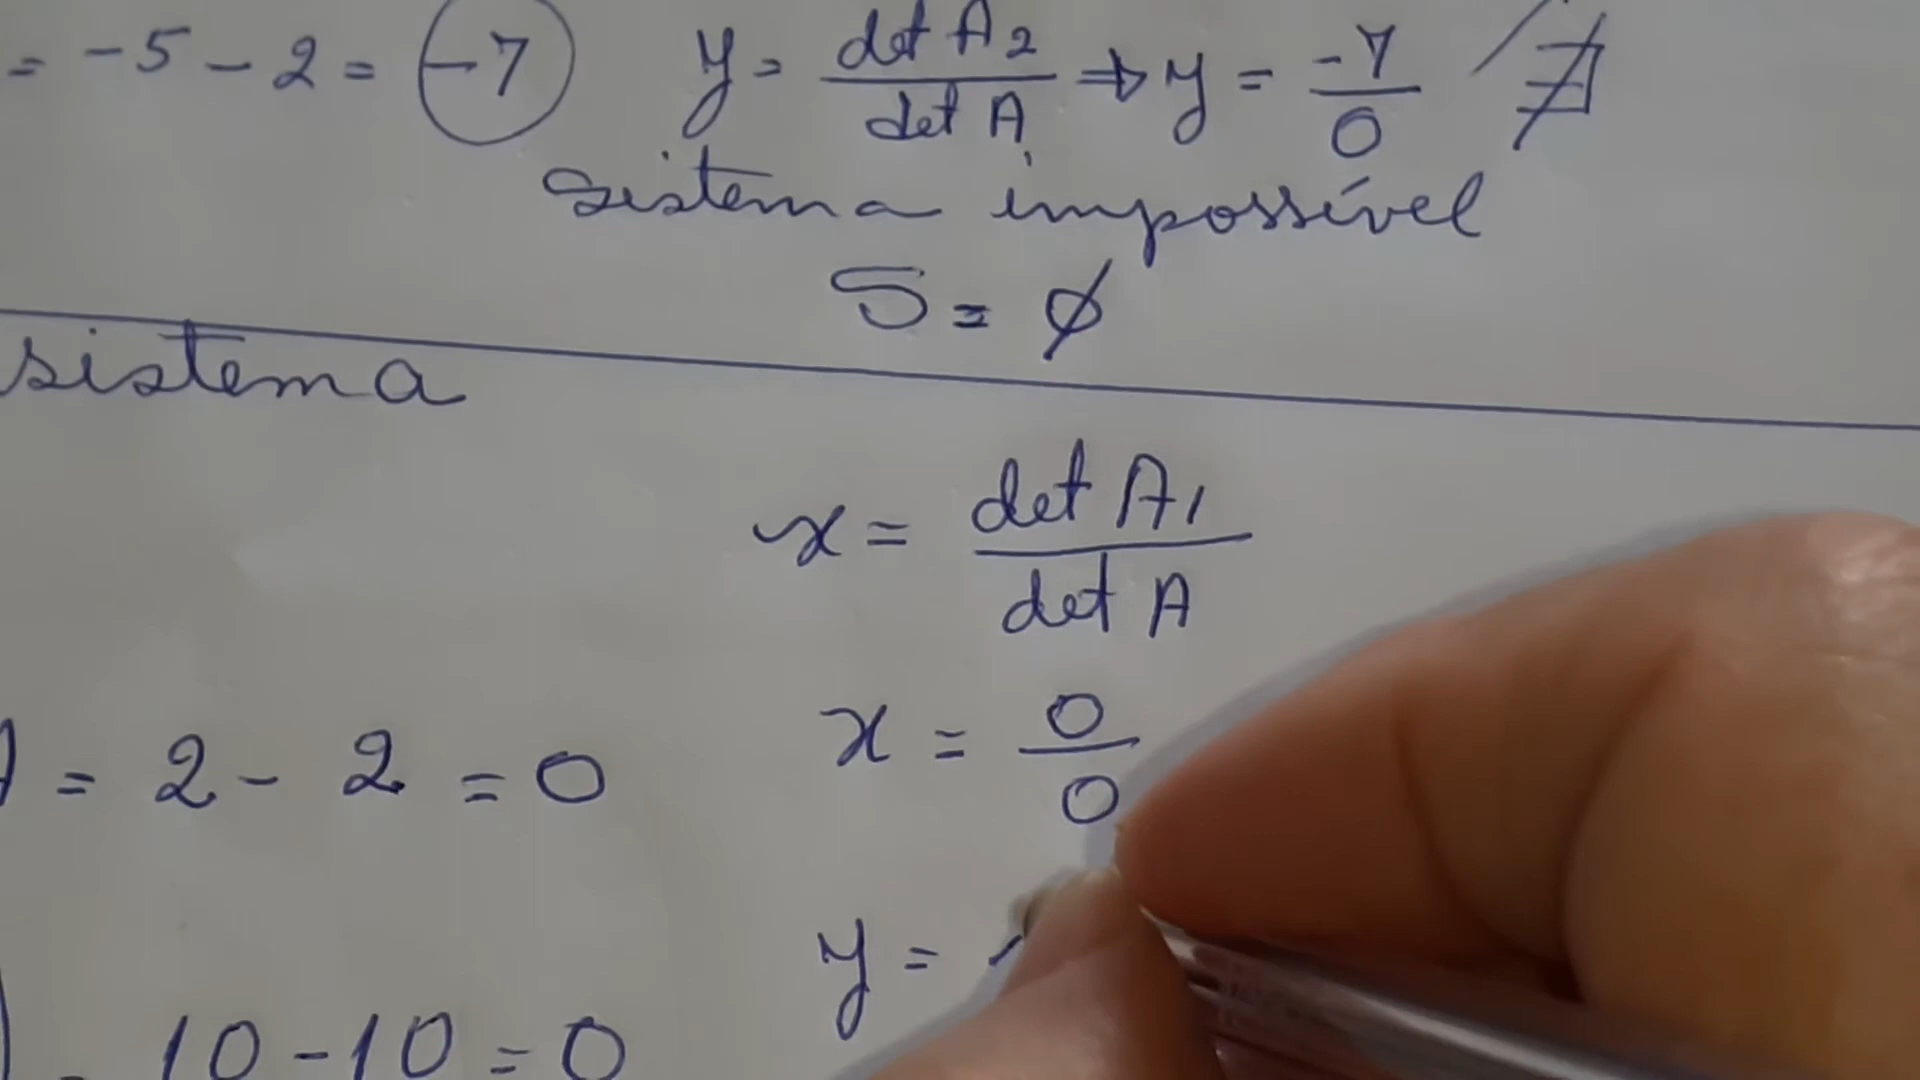 = -5 - 2 = -7 y = det A2 / det A ⇒ y = -7 / 0 / ∄
sistema impossível
S = ∅
sistema
x = det A1 / det A
= 2 - 2 = 0 x = 0 / 0
y =
10 - 10 = 0